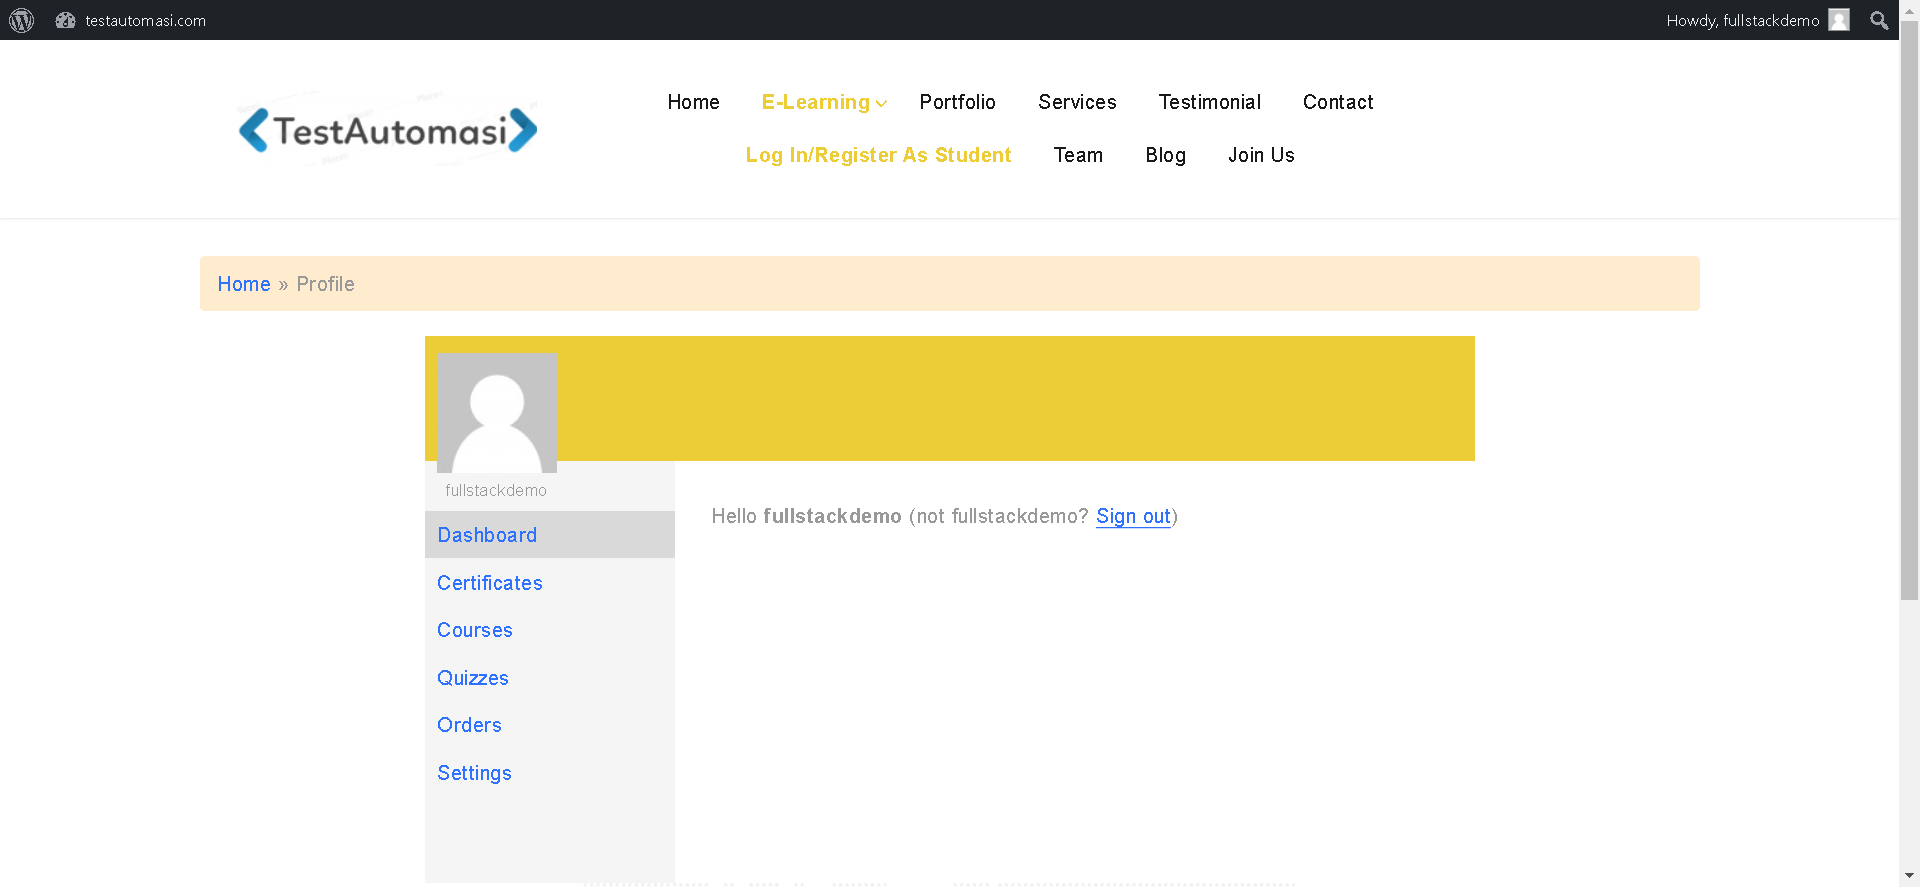 testautomasi.com
Howdy, fullstackdemo
TestAutomasi
Home E-Learning Portfolio Services Testimonial Contact
Log In/Register As Student Team Blog Join Us
Home » Profile
fullstackdemo
Dashboard
Certificates
Courses
Quizzes
Orders
Settings
Hello fullstackdemo (not fullstackdemo? Sign out)